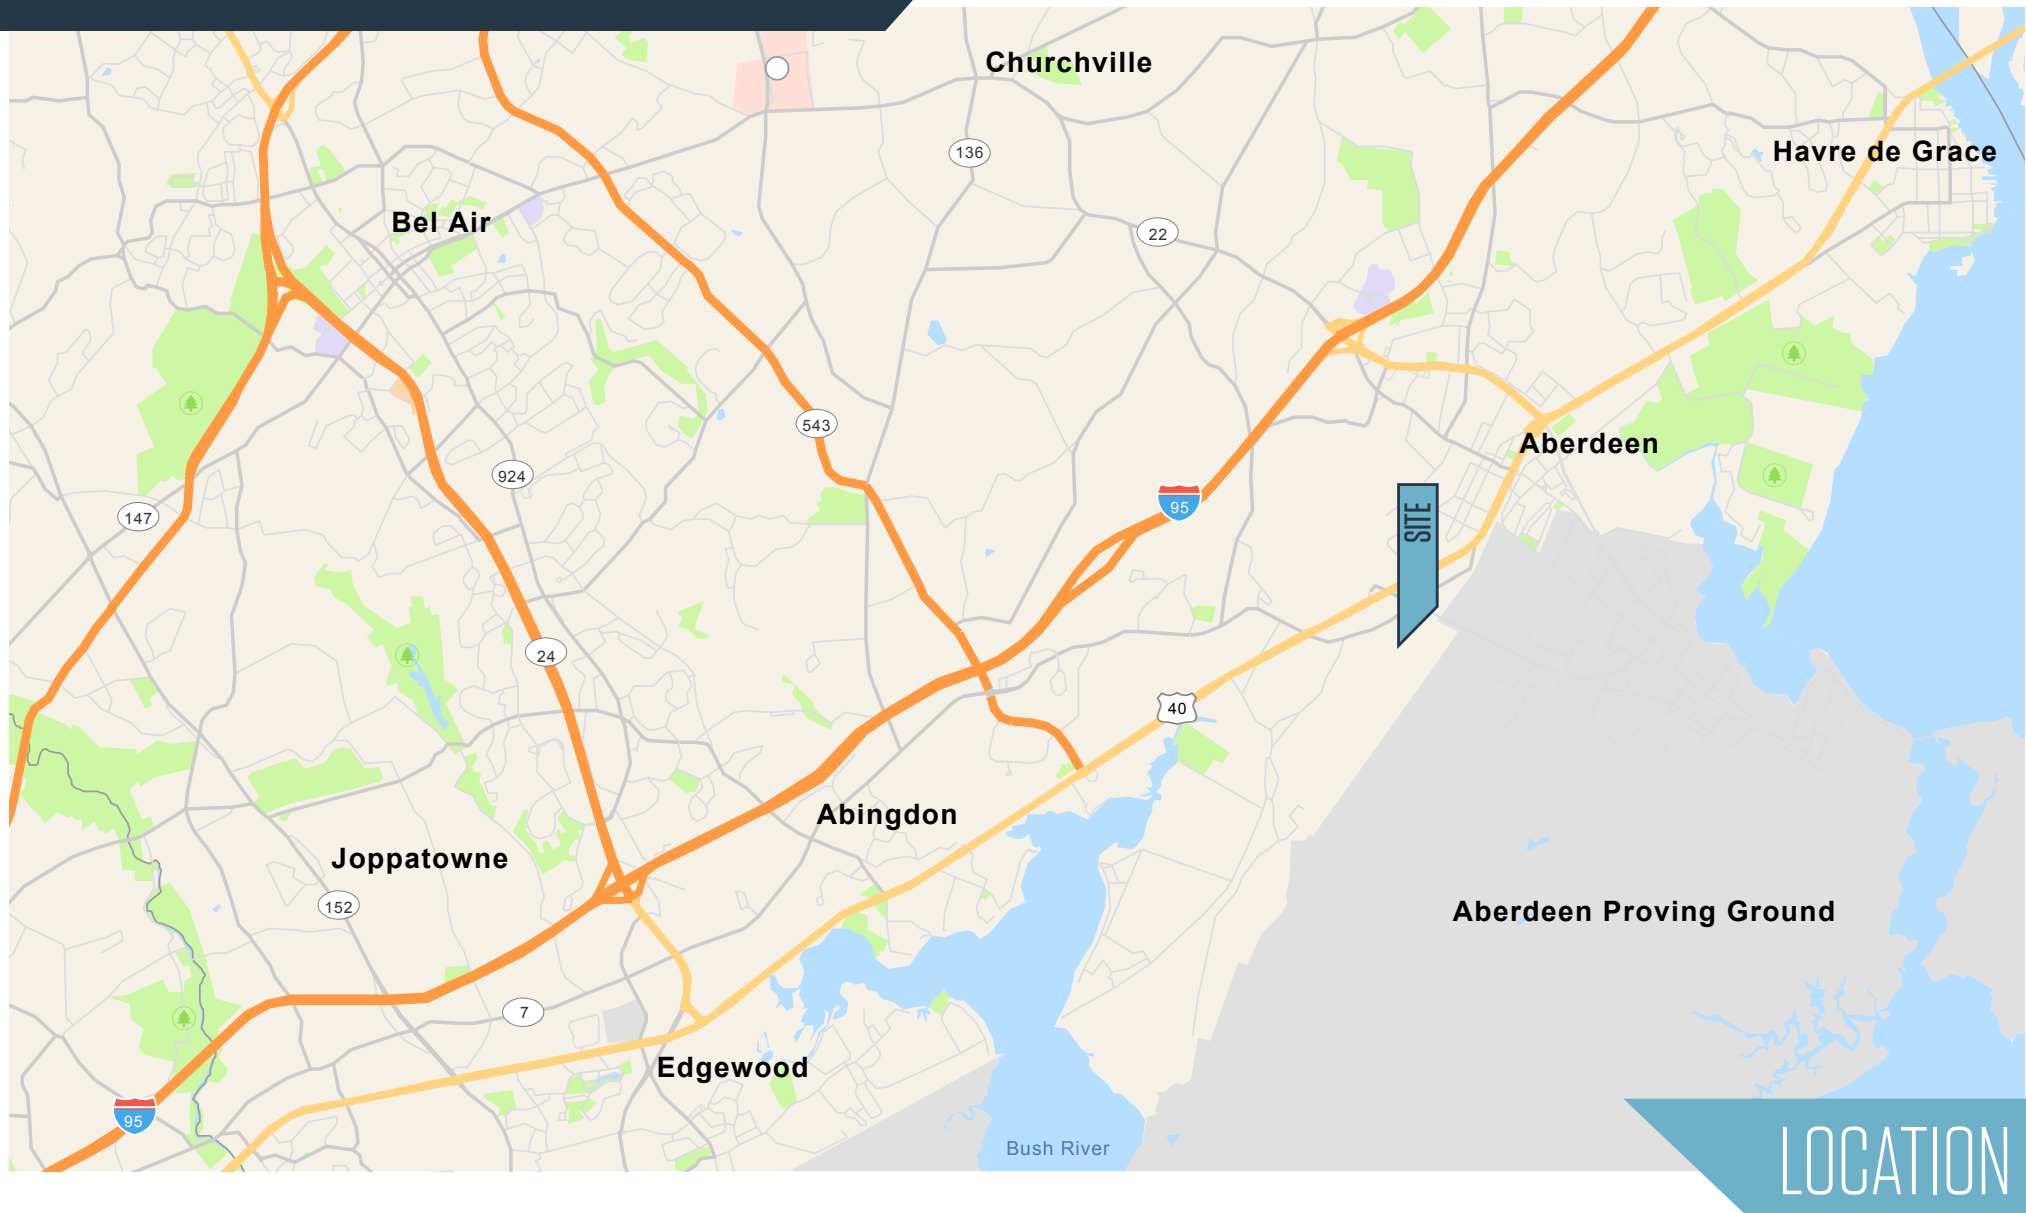 Churchville
136
Havre de Grace
Bel Air
22
543
Aberdeen
924
95
147
SITE
24
40
Abingdon
Joppatowne
152
Aberdeen Proving Ground
7
Edgewood
95
Bush River
LOCATION